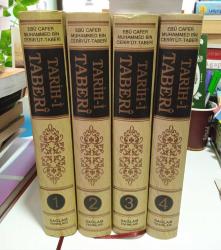 EBÛ CAFER
MUHAMMED BİN
CERİR'ÜT-TABERÎ
TARİH-İ
TABERÎ
1
SAĞLAM
YAYINEVİ
EBÛ CAFER
MUHAMMED BİN
CERİR'ÜT-TABERÎ
TARİH-İ
TABERÎ
2
SAĞLAM
YAYINEVİ
EBÛ CAFER
MUHAMMED BİN
CERİR'ÜT-TABERÎ
TARİH-İ
TABERÎ
3
SAĞLAM
YAYINEVİ
EBÛ CAFER
MUHAMMED BİN
CERİR'ÜT-TABERÎ
TARİH-İ
TABERÎ
4
SAĞLAM
YAYINEVİ